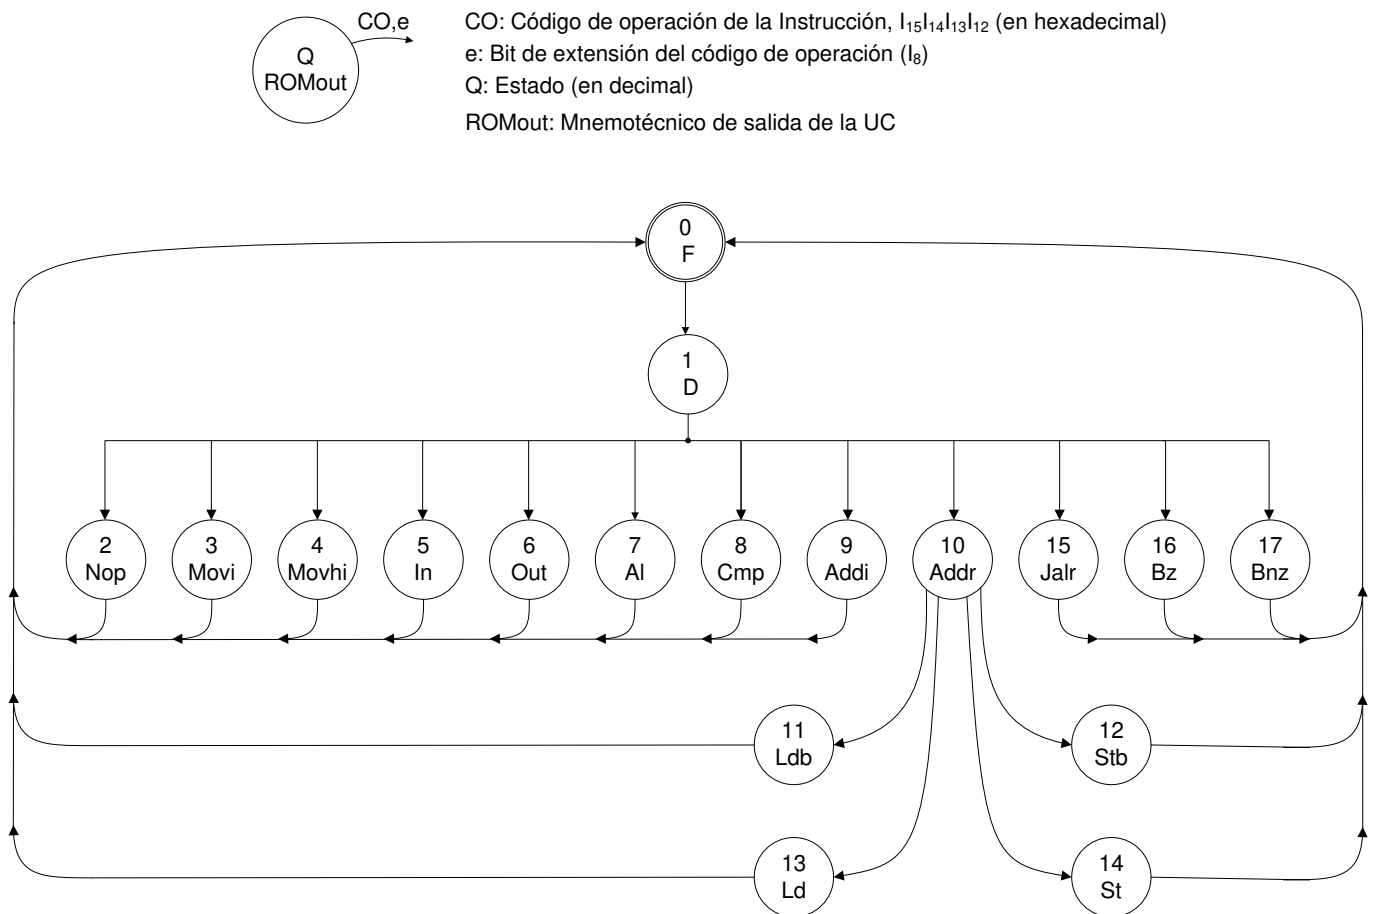 CO,e
Q
ROMout
CO: Código de operación de la Instrucción, I₁₅I₁₄I₁₃I₁₂ (en hexadecimal)
e: Bit de extensión del código de operación (I₈)
Q: Estado (en decimal)
ROMout: Mnemotécnico de salida de la UC
0
F
1
D
2
Nop
3
Movi
4
Movhi
5
In
6
Out
7
Al
8
Cmp
9
Addi
10
Addr
15
Jalr
16
Bz
17
Bnz
11
Ldb
12
Stb
13
Ld
14
St